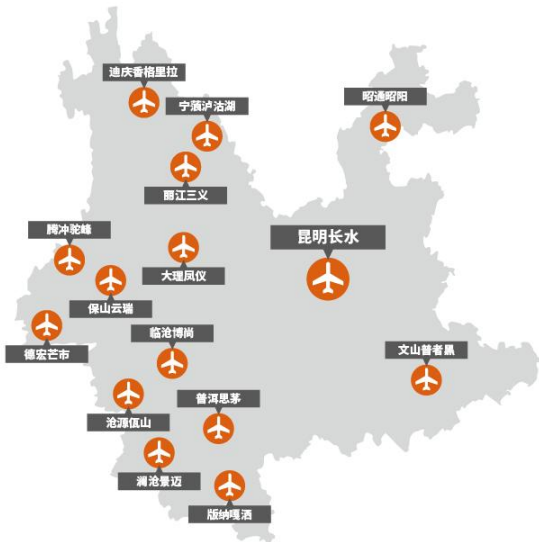 迪庆香格里拉
宁蒗泸沽湖
昭通昭阳
丽江三义
腾冲驼峰
昆明长水
大理凤仪
保山云瑞
临沧博尚
德宏芒市
文山普者黑
普洱思茅
沧源佤山
澜沧景迈
版纳嘎洒